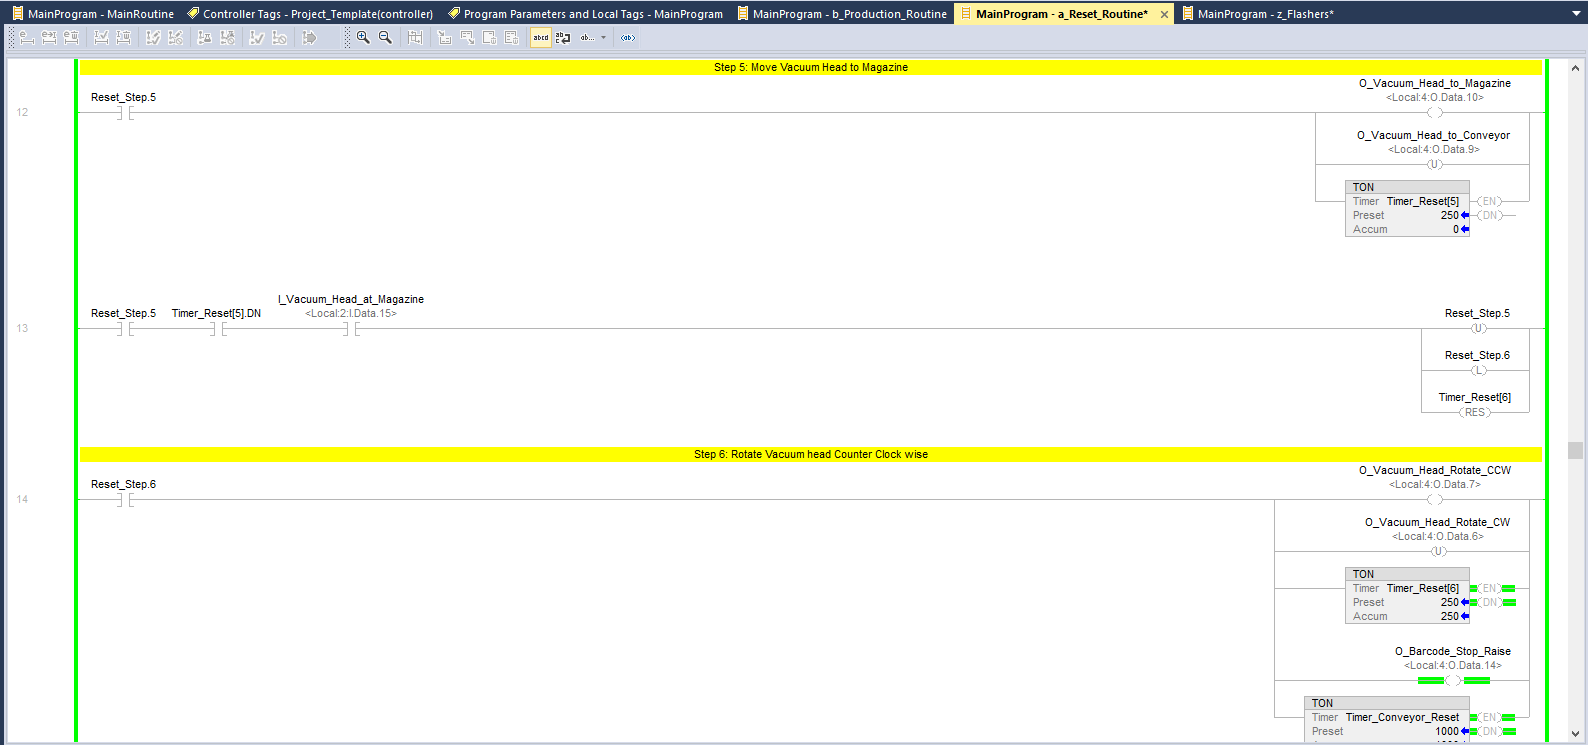 MainProgram - MainRoutine
Controller Tags - Project_Template(controller)
Program Parameters and Local Tags - MainProgram
MainProgram - b_Production_Routine
MainProgram - a_Reset_Routine*
MainProgram - z_Flashers*
Step 5: Move Vacuum Head to Magazine
12
Reset_Step.5
O_Vacuum_Head_to_Magazine
<Local:4:O.Data.10>
O_Vacuum_Head_to_Conveyor
<Local:4:O.Data.9>
U
TON
Timer Timer_Reset[5]
EN
Preset 250
DN
Accum 0
13
Reset_Step.5
Timer_Reset[5].DN
I_Vacuum_Head_at_Magazine
<Local:2:I.Data.15>
Reset_Step.5
U
Reset_Step.6
L
Timer_Reset[6]
RES
Step 6: Rotate Vacuum head Counter Clock wise
14
Reset_Step.6
O_Vacuum_Head_Rotate_CCW
<Local:4:O.Data.7>
O_Vacuum_Head_Rotate_CW
<Local:4:O.Data.6>
U
TON
Timer Timer_Reset[6]
EN
Preset 250
DN
Accum 250
O_Barcode_Stop_Raise
<Local:4:O.Data.14>
TON
Timer Timer_Conveyor_Reset
EN
Preset 1000
DN